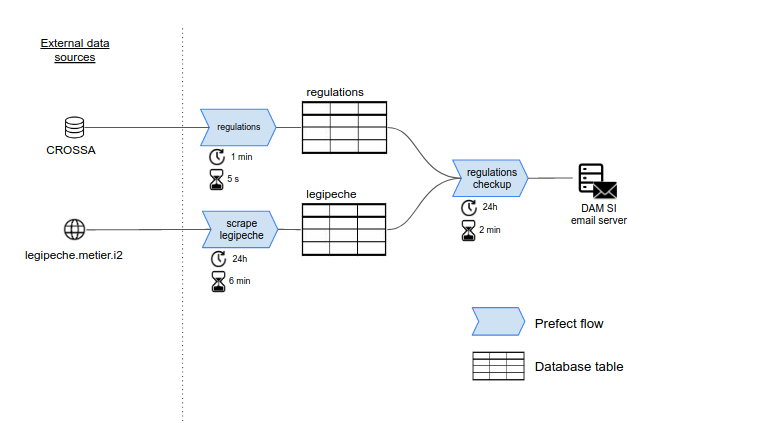 External data
sources
regulations
CROSSA
regulations
1 min
5 s
regulations
checkup
24h
2 min
DAM SI
email server
legipeche
scrape
legipeche
legipeche.metier.i2
24h
6 min
Prefect flow
Database table